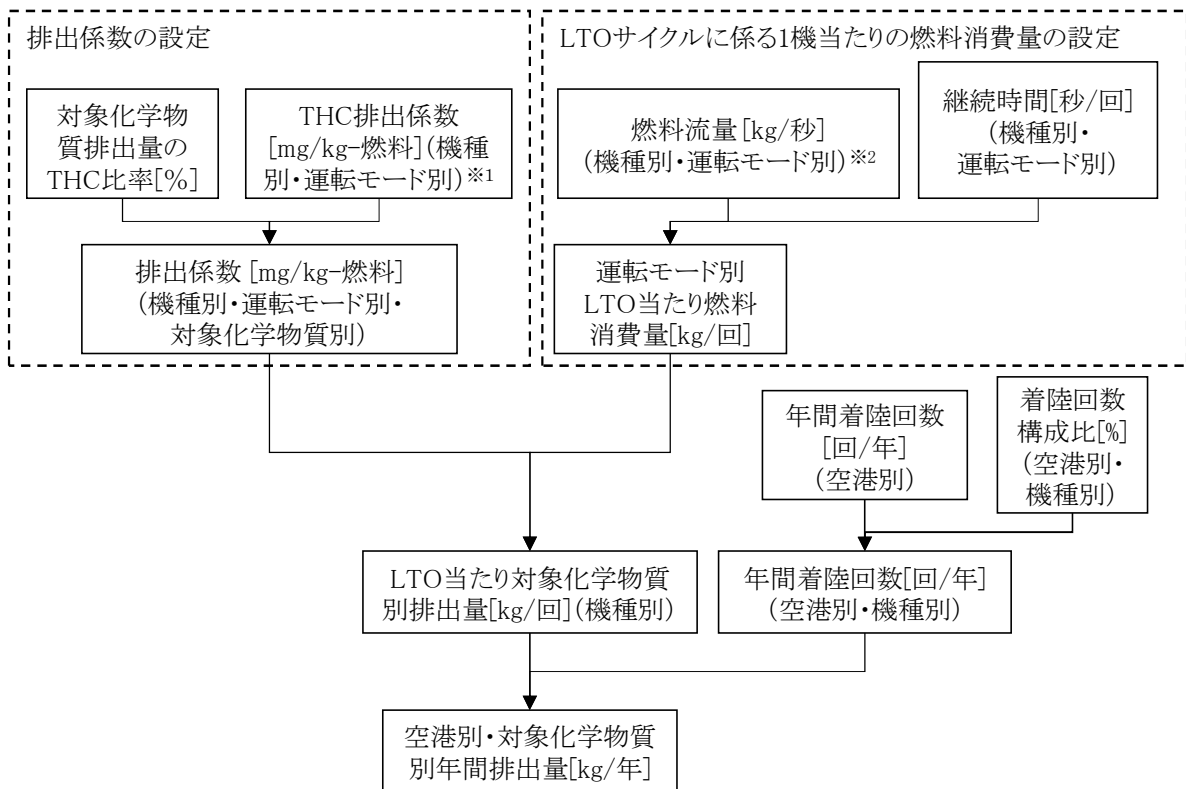 排出係数の設定
対象化学物
質排出量の
THC比率[%]
THC排出係数
[mg/kg-燃料](機種
別・運転モード別)※1
排出係数[mg/kg-燃料]
(機種別・運転モード別・
対象化学物質別)
LTOサイクルに係る1機当たりの燃料消費量の設定
燃料流量[kg/秒]
(機種別・運転モード別)※2
継続時間[秒/回]
(機種別・
運転モード別)
運転モード別
LTO当たり燃料
消費量[kg/回]
年間着陸回数
[回/年]
(空港別)
着陸回数
構成比[%]
(空港別・
機種別)
LTO当たり対象化学物質
別排出量[kg/回](機種別)
年間着陸回数[回/年]
(空港別・機種別)
空港別・対象化学物質
別年間排出量[kg/年]